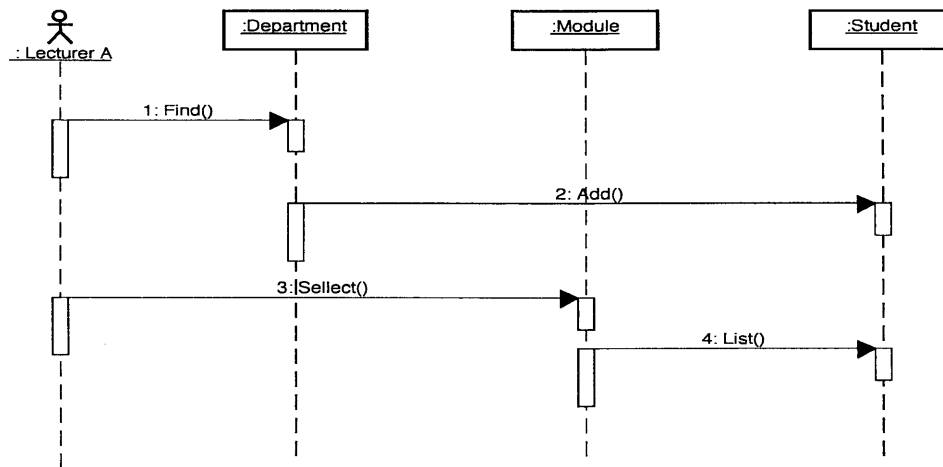 :Department
:Module
:Student
: Lecturer A
1: Find()
2: Add()
3: Sellect()
4: List()